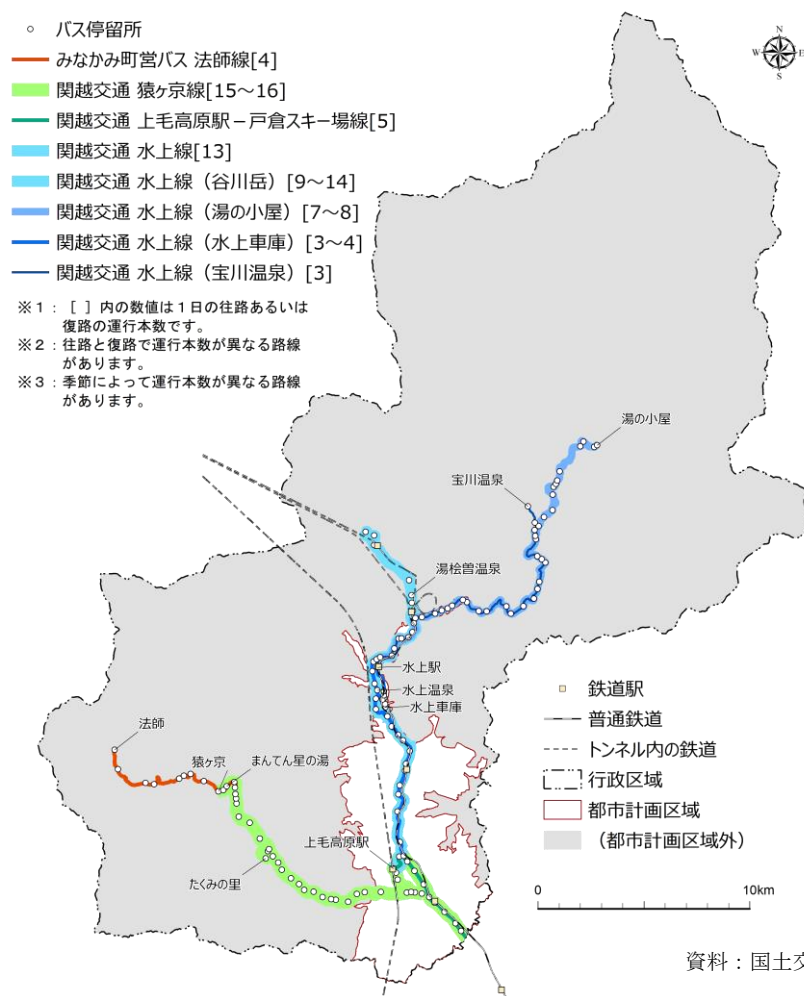 バス停留所
みなかみ町営バス 法師線[4]
関越交通 猿ヶ京線[15～16]
関越交通 上毛高原駅－戸倉スキー場線[5]
関越交通 水上線[13]
関越交通 水上線（谷川岳）[9～14]
関越交通 水上線（湯の小屋）[7～8]
関越交通 水上線（水上車庫）[3～4]
関越交通 水上線（宝川温泉）[3]
※１：［ ］内の数値は１日の往路あるいは
復路の運行本数です。
※２：往路と復路で運行本数が異なる路線
があります。
※３：季節によって運行本数が異なる路線
があります。
N
W
E
S
湯の小屋
宝川温泉
湯桧曽温泉
水上駅
水上温泉
水上車庫
法師
猿ヶ京
まんてん星の湯
上毛高原駅
たくみの里
鉄道駅
普通鉄道
トンネル内の鉄道
行政区域
都市計画区域
（都市計画区域外）
0
10km
資料：国土交